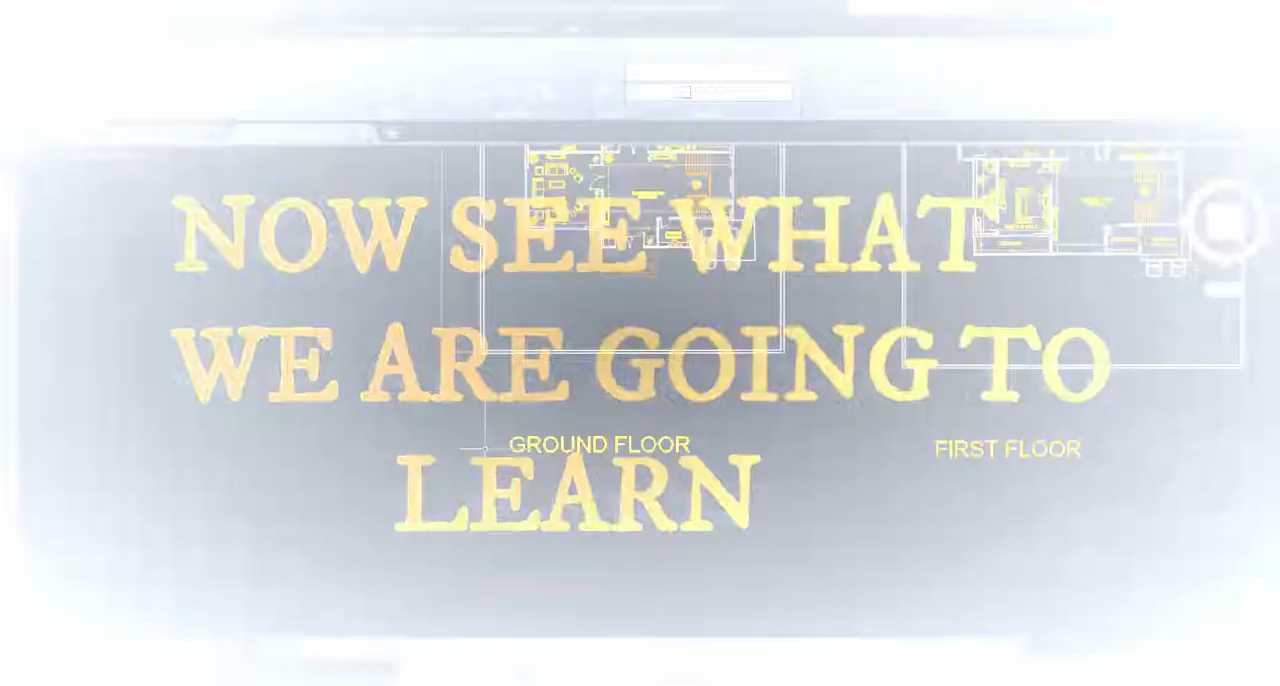 NOW SEE WHAT
WE ARE GOING TO
GROUND FLOOR
FIRST FLOOR
LEARN